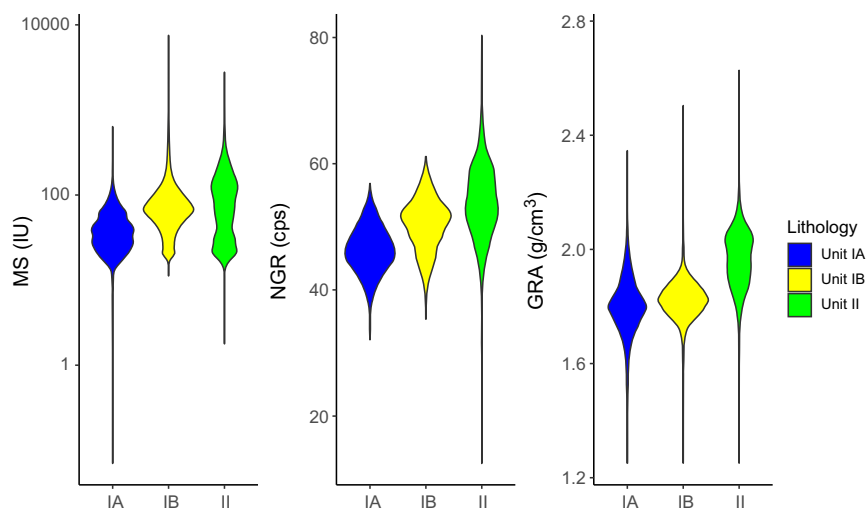 MS (IU)
10000
100
1
IA IB II
NGR (cps)
80
60
40
20
IA IB II
GRA (g/cm³)
2.8
2.4
2.0
1.6
1.2
IA IB II
Lithology
Unit IA
Unit IB
Unit II